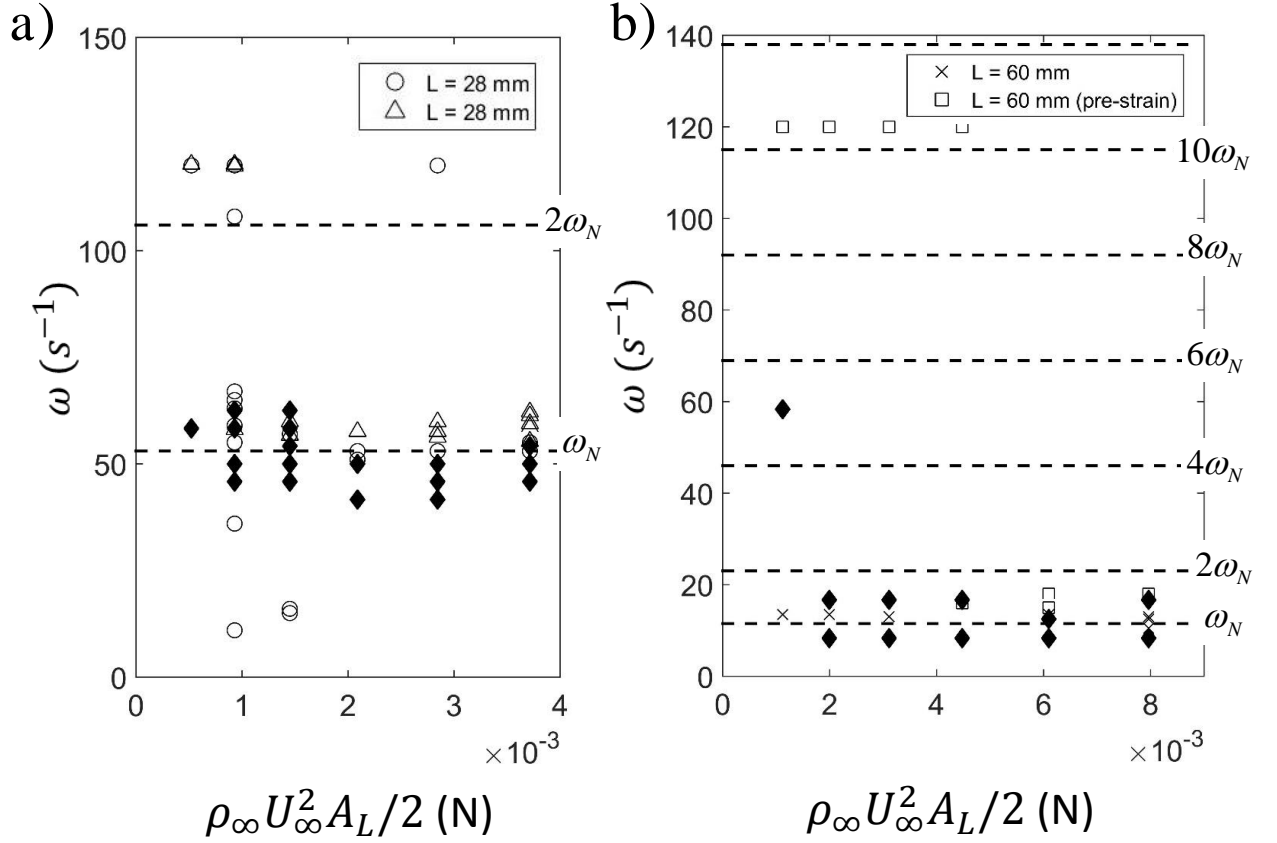 a)
150
100
50
0
0 1 2 3 4
×10⁻³
ω (s⁻¹)
L = 28 mm
L = 28 mm
2ω_N
ω_N
ρ_∞U_∞²A_L/2 (N)
b)
140
120
100
80
60
40
20
0
0 2 4 6 8
×10⁻³
ω (s⁻¹)
L = 60 mm
L = 60 mm (pre-strain)
10ω_N
8ω_N
6ω_N
4ω_N
2ω_N
ω_N
ρ_∞U_∞²A_L/2 (N)